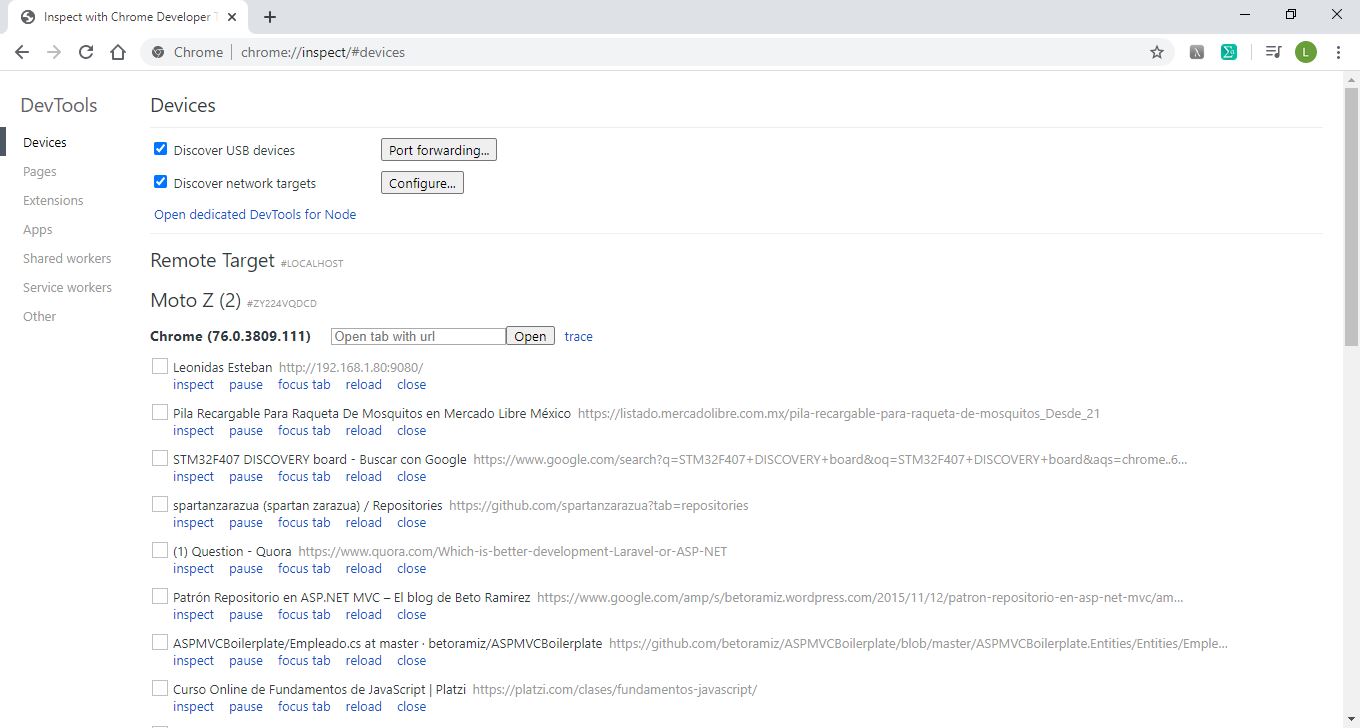 Inspect with Chrome Developer T
Chrome | chrome://inspect/#devices
L
DevTools
Devices
Pages
Extensions
Apps
Shared workers
Service workers
Other
Devices
Discover USB devices Port forwarding...
Discover network targets Configure...
Open dedicated DevTools for Node
Remote Target #LOCALHOST
Moto Z (2) #ZY224VQDCD
Chrome (76.0.3809.111) Open tab with url Open trace
Leonidas Esteban http://192.168.1.80:9080/
inspect pause focus tab reload close
Pila Recargable Para Raqueta De Mosquitos en Mercado Libre México https://listado.mercadolibre.com.mx/pila-recargable-para-raqueta-de-mosquitos_Desde_21
inspect pause focus tab reload close
STM32F407 DISCOVERY board - Buscar con Google https://www.google.com/search?q=STM32F407+DISCOVERY+board&oq=STM32F407+DISCOVERY+board&aqs=chrome..6...
inspect pause focus tab reload close
spartanzarazua (spartan zarazua) / Repositories https://github.com/spartanzarazua?tab=repositories
inspect pause focus tab reload close
(1) Question - Quora https://www.quora.com/Which-is-better-development-Laravel-or-ASP-NET
inspect pause focus tab reload close
Patrón Repositorio en ASP.NET MVC – El blog de Beto Ramirez https://www.google.com/amp/s/betoramiz.wordpress.com/2015/11/12/patron-repositorio-en-asp-net-mvc/am...
inspect pause focus tab reload close
ASPMVCBoilerplate/Empleado.cs at master · betoramiz/ASPMVCBoilerplate https://github.com/betoramiz/ASPMVCBoilerplate/blob/master/ASPMVCBoilerplate.Entities/Entities/Emple...
inspect pause focus tab reload close
Curso Online de Fundamentos de JavaScript | Platzi https://platzi.com/clases/fundamentos-javascript/
inspect pause focus tab reload close